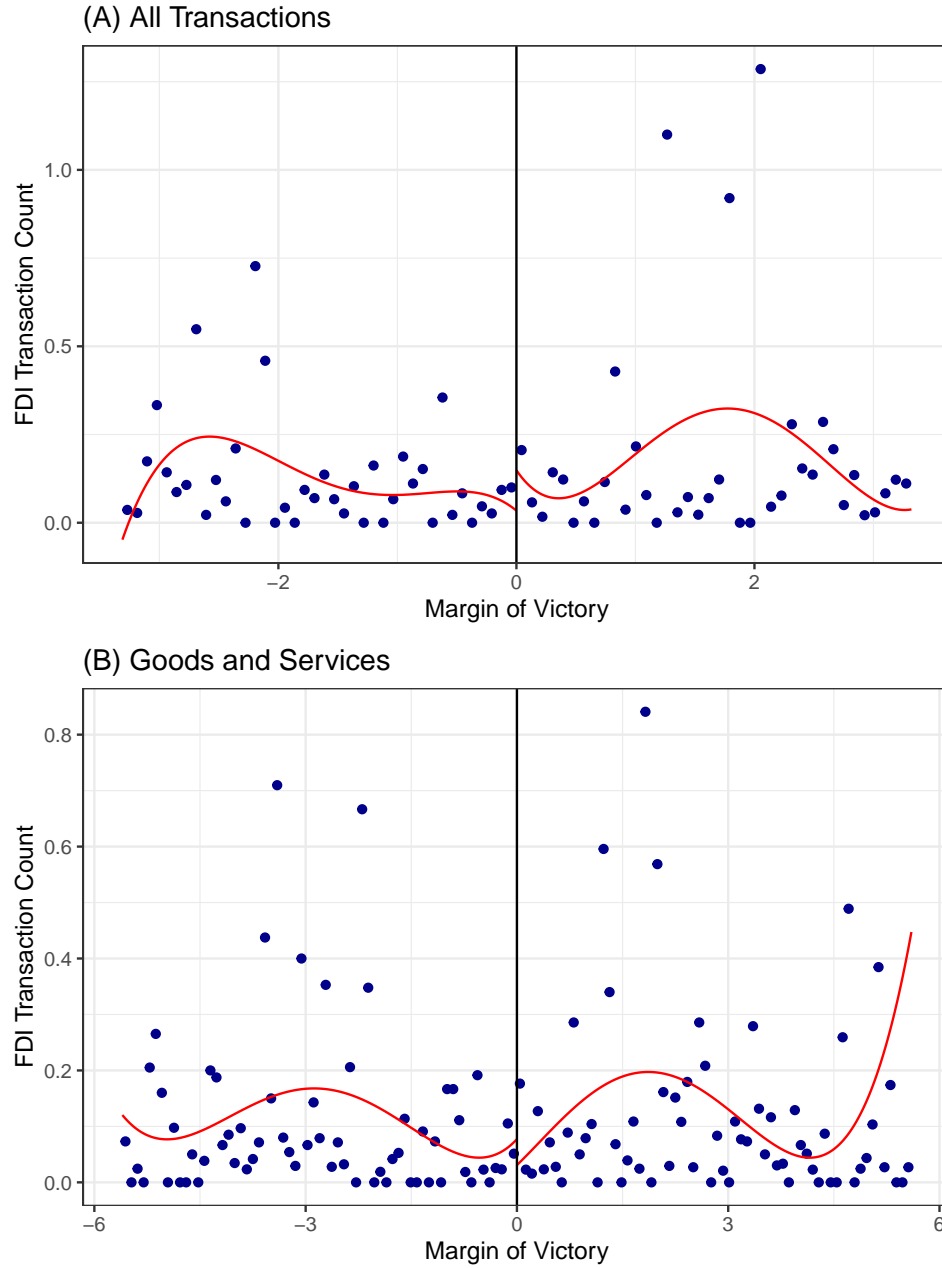 (A) All Transactions
1.0
0.5
0.0
FDI Transaction Count
−2
0
2
Margin of Victory
(B) Goods and Services
0.8
0.6
0.4
0.2
0.0
FDI Transaction Count
−6
−3
0
3
6
Margin of Victory